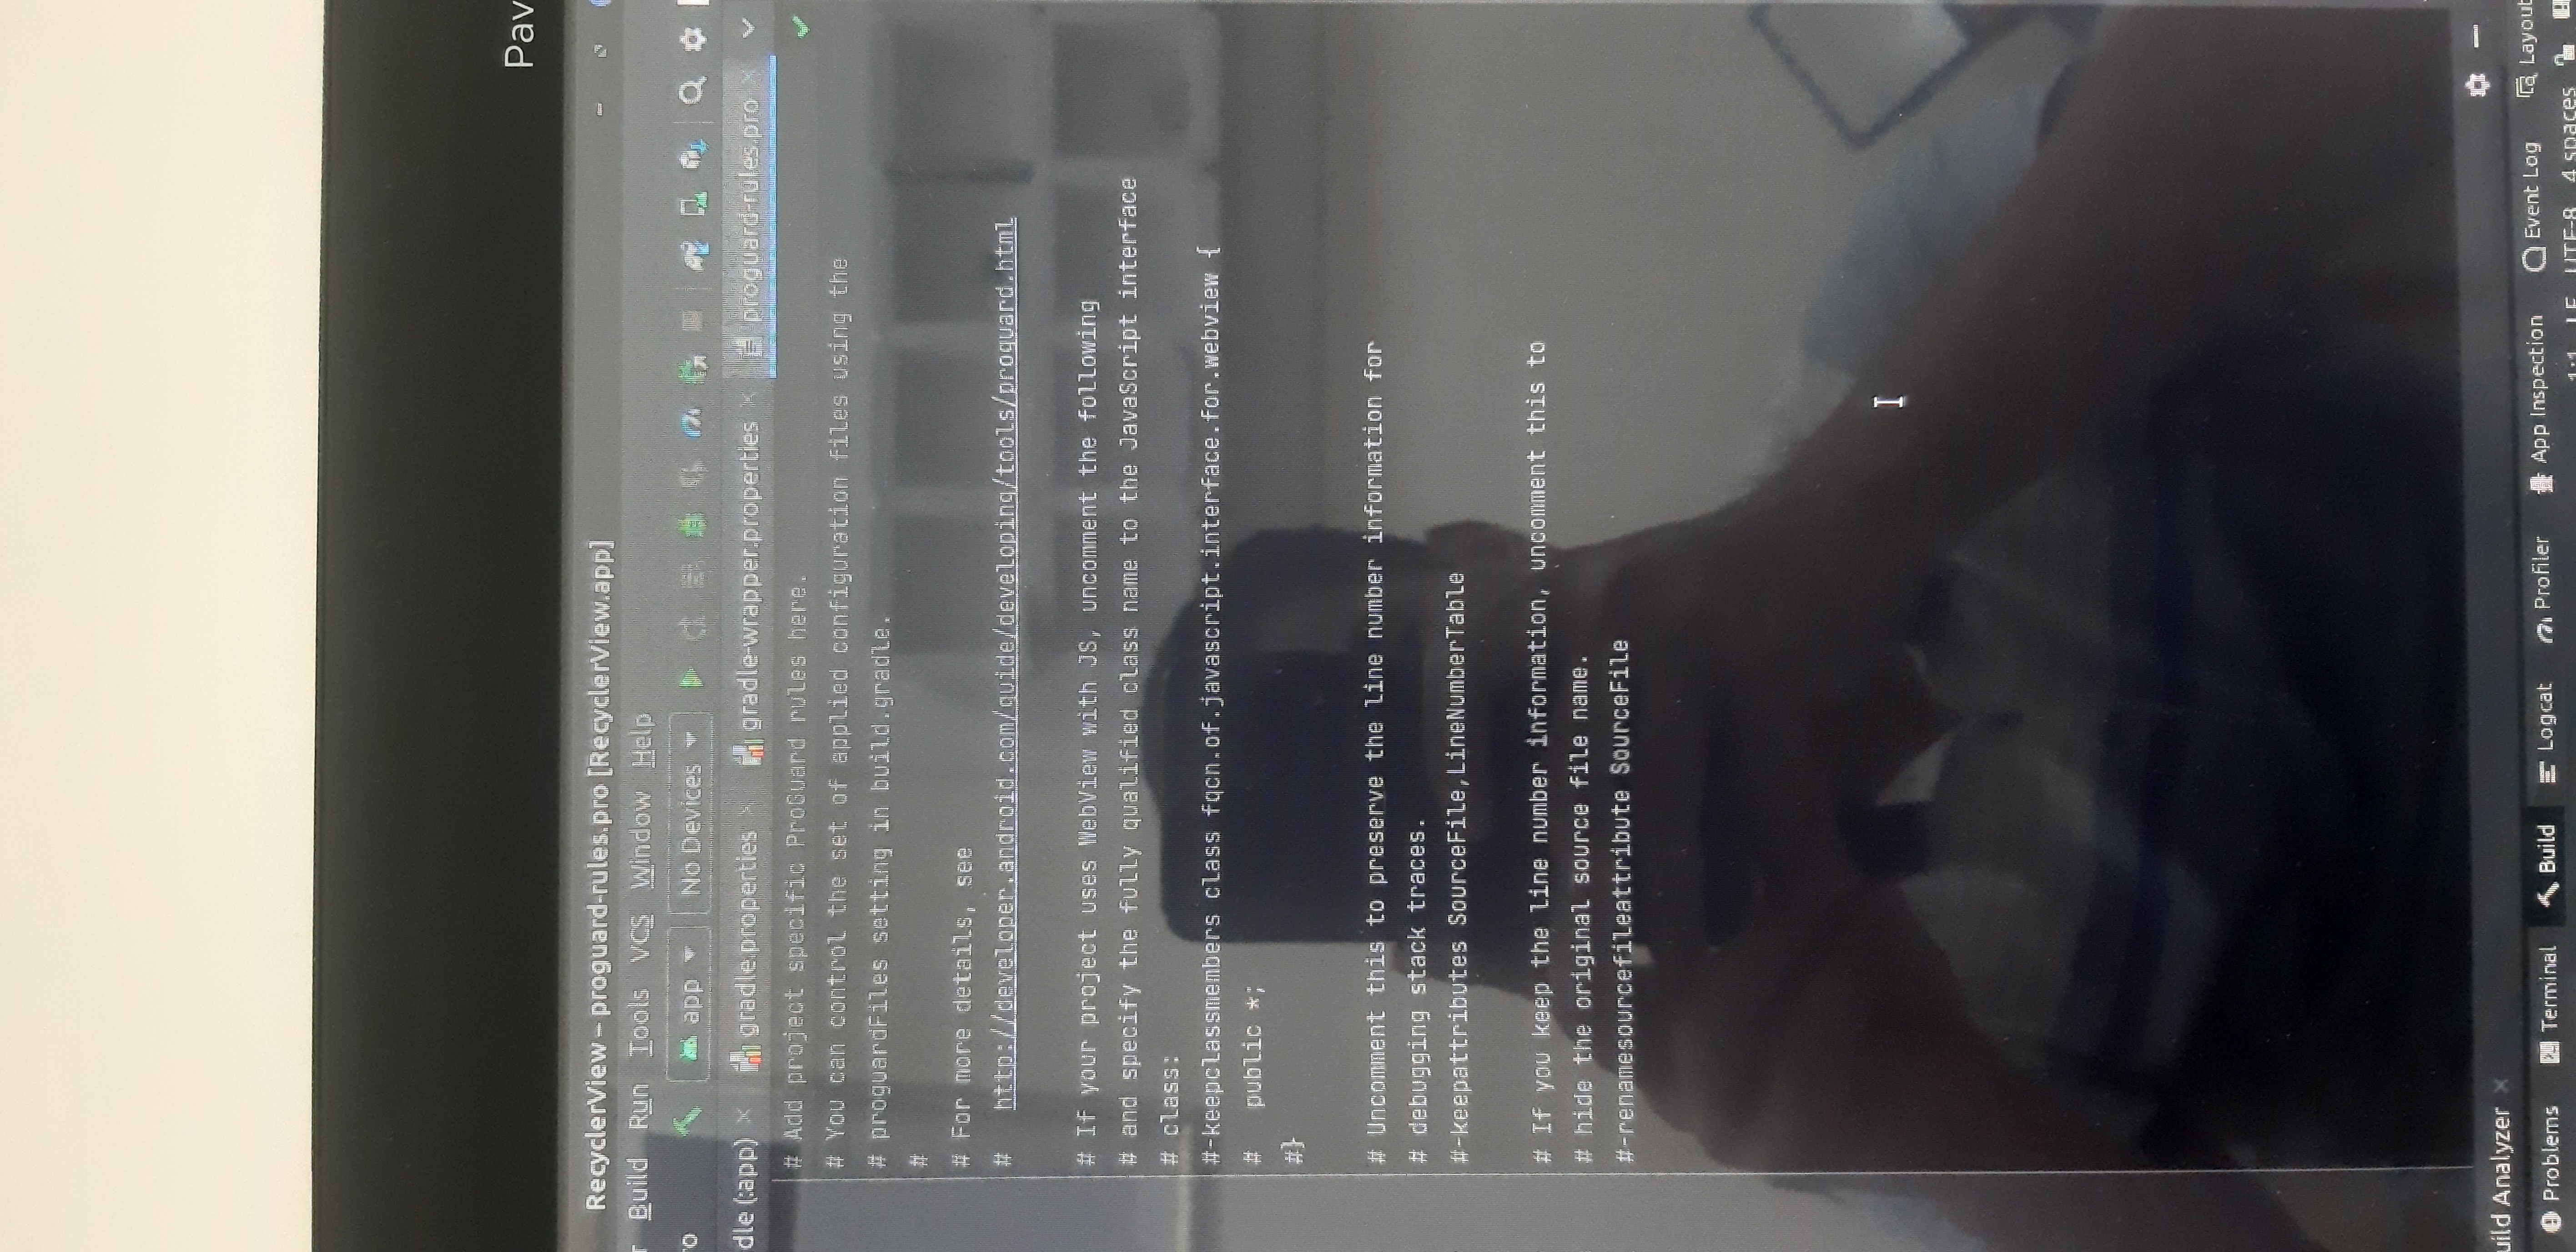 Pav
RecyclerView – proguard-rules.pro [RecyclerView.app]
Build Run Tools VCS Window Help
app No Devices
dle (:app) gradle.properties gradle-wrapper.properties proguard-rules.pro
# Add project specific ProGuard rules here.
# You can control the set of applied configuration files using the
# proguardFiles setting in build.gradle.
#
# For more details, see
#   http://developer.android.com/guide/developing/tools/proguard.html
# If your project uses WebView with JS, uncomment the following
# and specify the fully qualified class name to the JavaScript interface
# class:
#-keepclassmembers class fqcn.of.javascript.interface.for.webview {
#   public *;
#}
# Uncomment this to preserve the line number information for
# debugging stack traces.
#-keepattributes SourceFile,LineNumberTable
# If you keep the line number information, uncomment this to
# hide the original source file name.
#-renamesourcefileattribute SourceFile
uild Analyzer
Problems Terminal Build Logcat Profiler App Inspection Event Log Layout
1:1 LF UTF-8 4 spaces